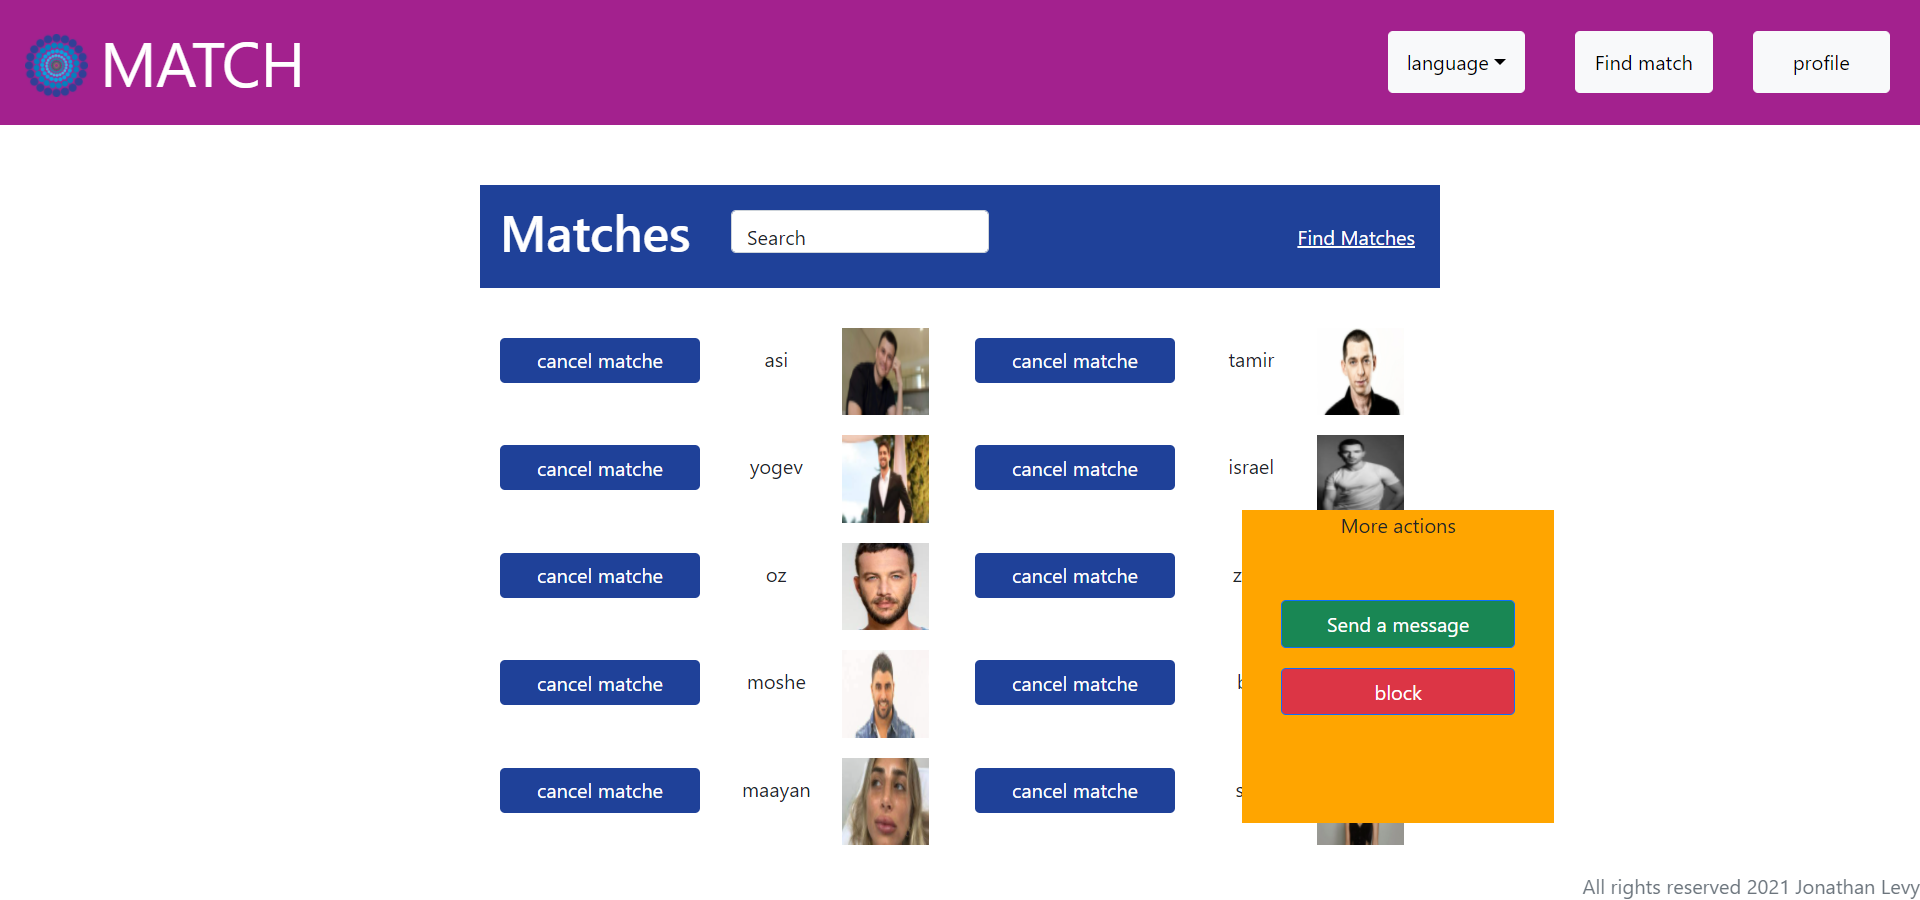 MATCH
language
Find match
profile
Matches
Search
Find Matches
cancel matche
asi
cancel matche
tamir
cancel matche
yogev
cancel matche
israel
More actions
cancel matche
oz
cancel matche
z
Send a message
cancel matche
moshe
cancel matche
block
cancel matche
maayan
cancel matche
s
All rights reserved 2021 Jonathan Levy